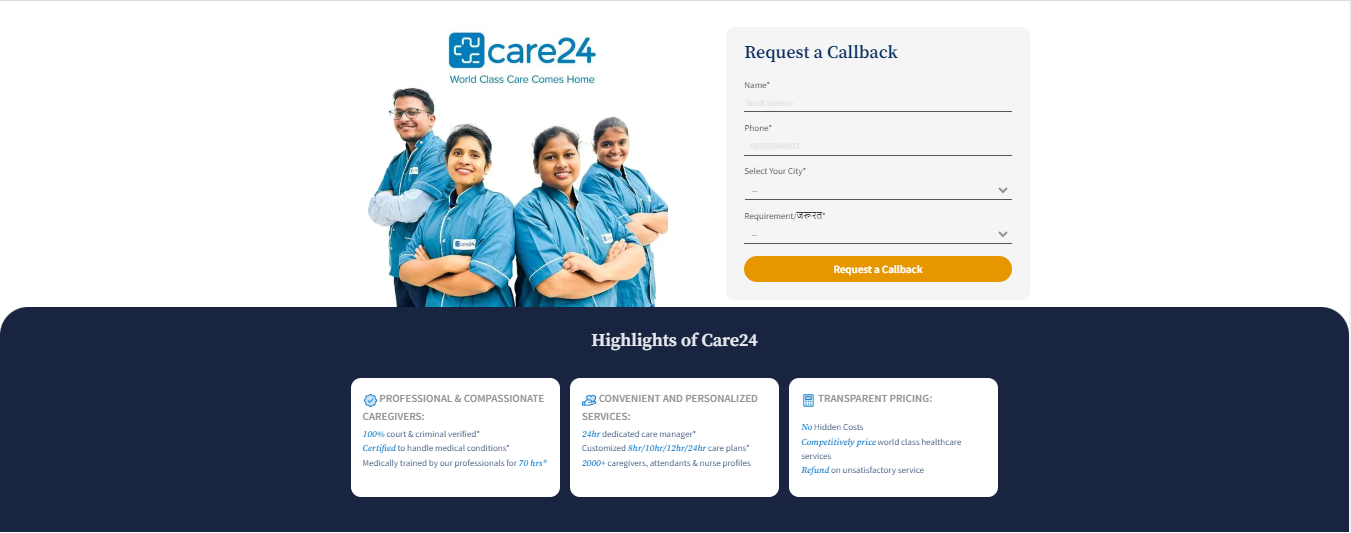 care24
World Class Care Comes Home
care24
Request a Callback
Name*
Sunil Saxena
Phone*
Select Your City*
--
Requirement/जरूरत*
--
Request a Callback
Highlights of Care24
PROFESSIONAL & COMPASSIONATE
CAREGIVERS:
100% court & criminal verified*
Certified to handle medical conditions*
Medically trained by our professionals for 70 hrs*
CONVENIENT AND PERSONALIZED
SERVICES:
24hr dedicated care manager*
Customized 8hr/10hr/12hr/24hr care plans*
2000+ caregivers, attendants & nurse profiles
TRANSPARENT PRICING:
No Hidden Costs
Competitively price world class healthcare
services
Refund on unsatisfactory service